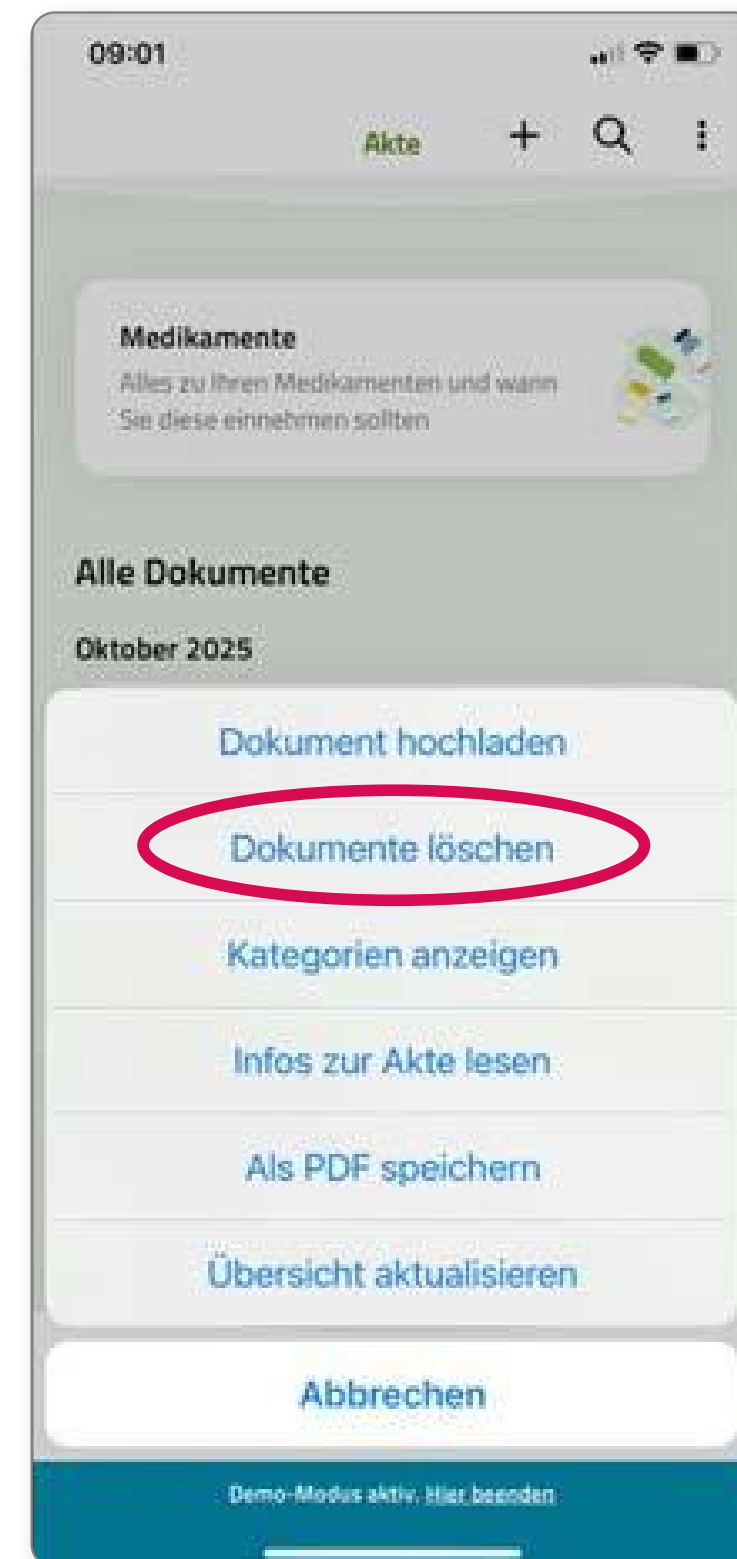 09:01
Akte
Medikamente
Alles zu Ihren Medikamenten und wann
Sie diese einnehmen sollten
Alle Dokumente
Oktober 2025
Dokument hochladen
Dokumente löschen
Kategorien anzeigen
Infos zur Akte lesen
Als PDF speichern
Übersicht aktualisieren
Abbrechen
Demo-Modus aktiv. Hier beenden